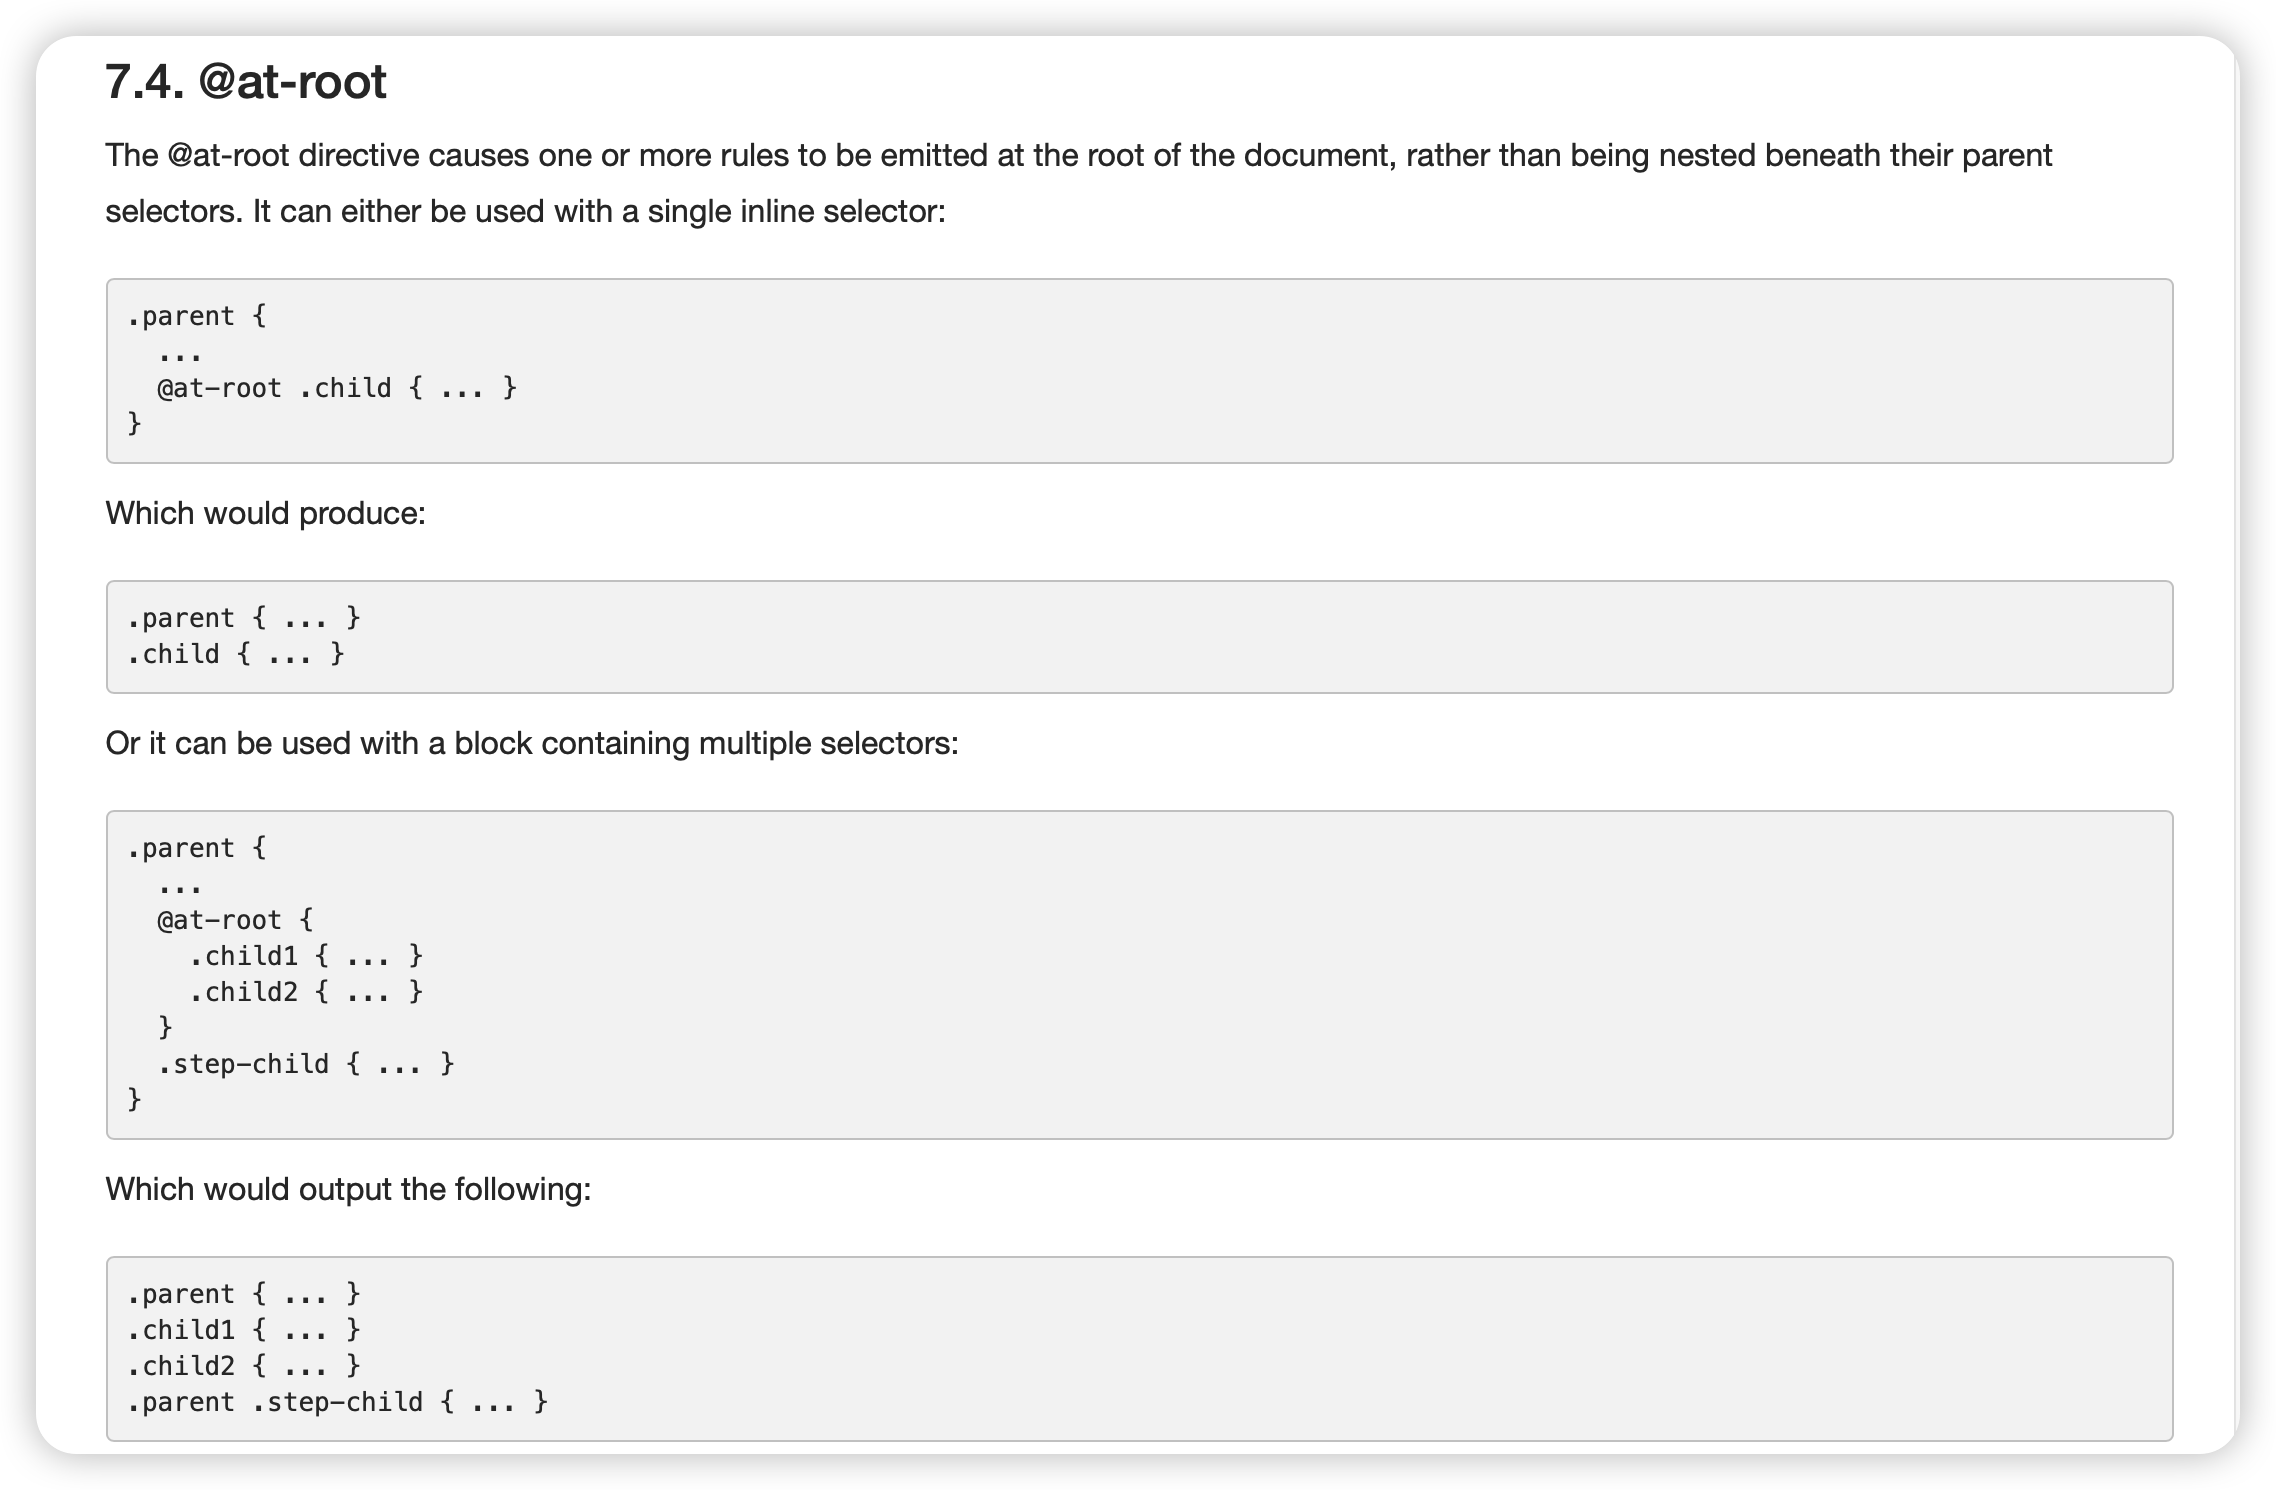 7.4. @at-root
The @at-root directive causes one or more rules to be emitted at the root of the document, rather than being nested beneath their parent
selectors. It can either be used with a single inline selector:
.parent {
  ...
  @at-root .child { ... }
}
Which would produce:
.parent { ... }
.child { ... }
Or it can be used with a block containing multiple selectors:
.parent {
  ...
  @at-root {
    .child1 { ... }
    .child2 { ... }
  }
  .step-child { ... }
}
Which would output the following:
.parent { ... }
.child1 { ... }
.child2 { ... }
.parent .step-child { ... }